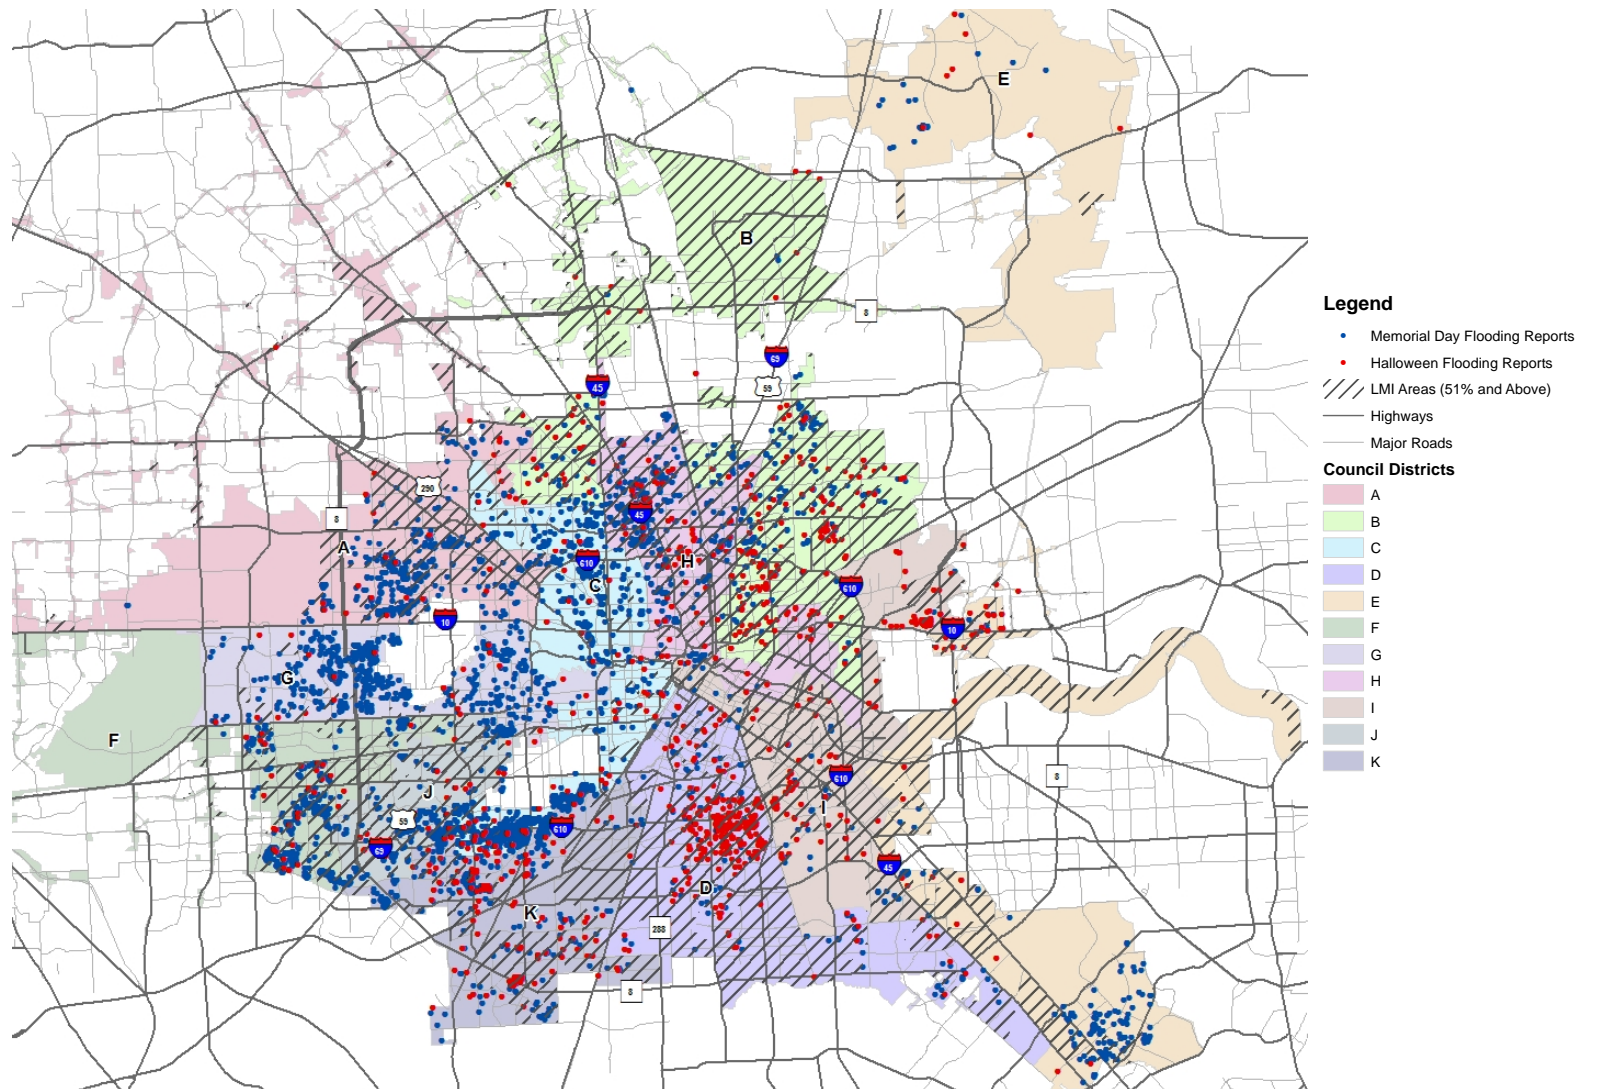 E
B
8
69
59
45
290
8
45
A
610
H
C
610
10
10
G
F
8
610
J
I
59
610
69
45
D
K
288
8
Legend
Memorial Day Flooding Reports
Halloween Flooding Reports
LMI Areas (51% and Above)
Highways
Major Roads
Council Districts
A
B
C
D
E
F
G
H
I
J
K